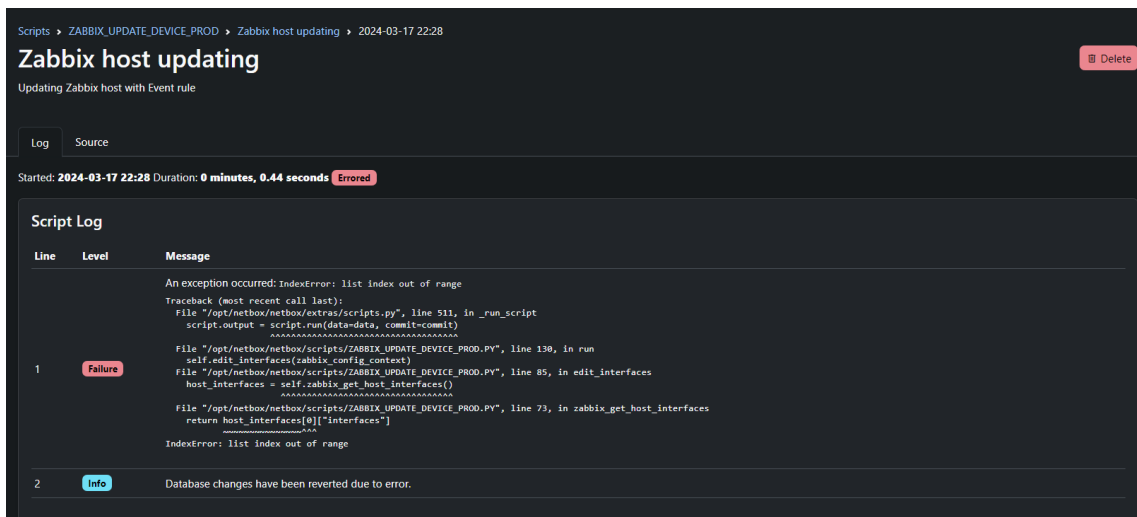 Scripts > ZABBIX_UPDATE_DEVICE_PROD > Zabbix host updating > 2024-03-17 22:28
Zabbix host updating
Delete
Updating Zabbix host with Event rule
Log Source
Started: 2024-03-17 22:28 Duration: 0 minutes, 0.44 seconds Errored
Script Log
Line Level Message
An exception occurred: IndexError: list index out of range
Traceback (most recent call last):
File "/opt/netbox/netbox/extras/scripts.py", line 511, in _run_script
script.output = script.run(data=data, commit=commit)
^^^^^^^^^^^^^^^^^^^^^^^^^^^^^^^^^^^^
File "/opt/netbox/netbox/scripts/ZABBIX_UPDATE_DEVICE_PROD.PY", line 130, in run
self.edit_interfaces(zabbix_config_context)
File "/opt/netbox/netbox/scripts/ZABBIX_UPDATE_DEVICE_PROD.PY", line 85, in edit_interfaces
host_interfaces = self.zabbix_get_host_interfaces()
^^^^^^^^^^^^^^^^^^^^^^^^^^^^^^^^^
File "/opt/netbox/netbox/scripts/ZABBIX_UPDATE_DEVICE_PROD.PY", line 73, in zabbix_get_host_interfaces
return host_interfaces[0]["interfaces"]
~~~~~~~~~~~~~~~^^^
IndexError: list index out of range
1 Failure
2 Info Database changes have been reverted due to error.